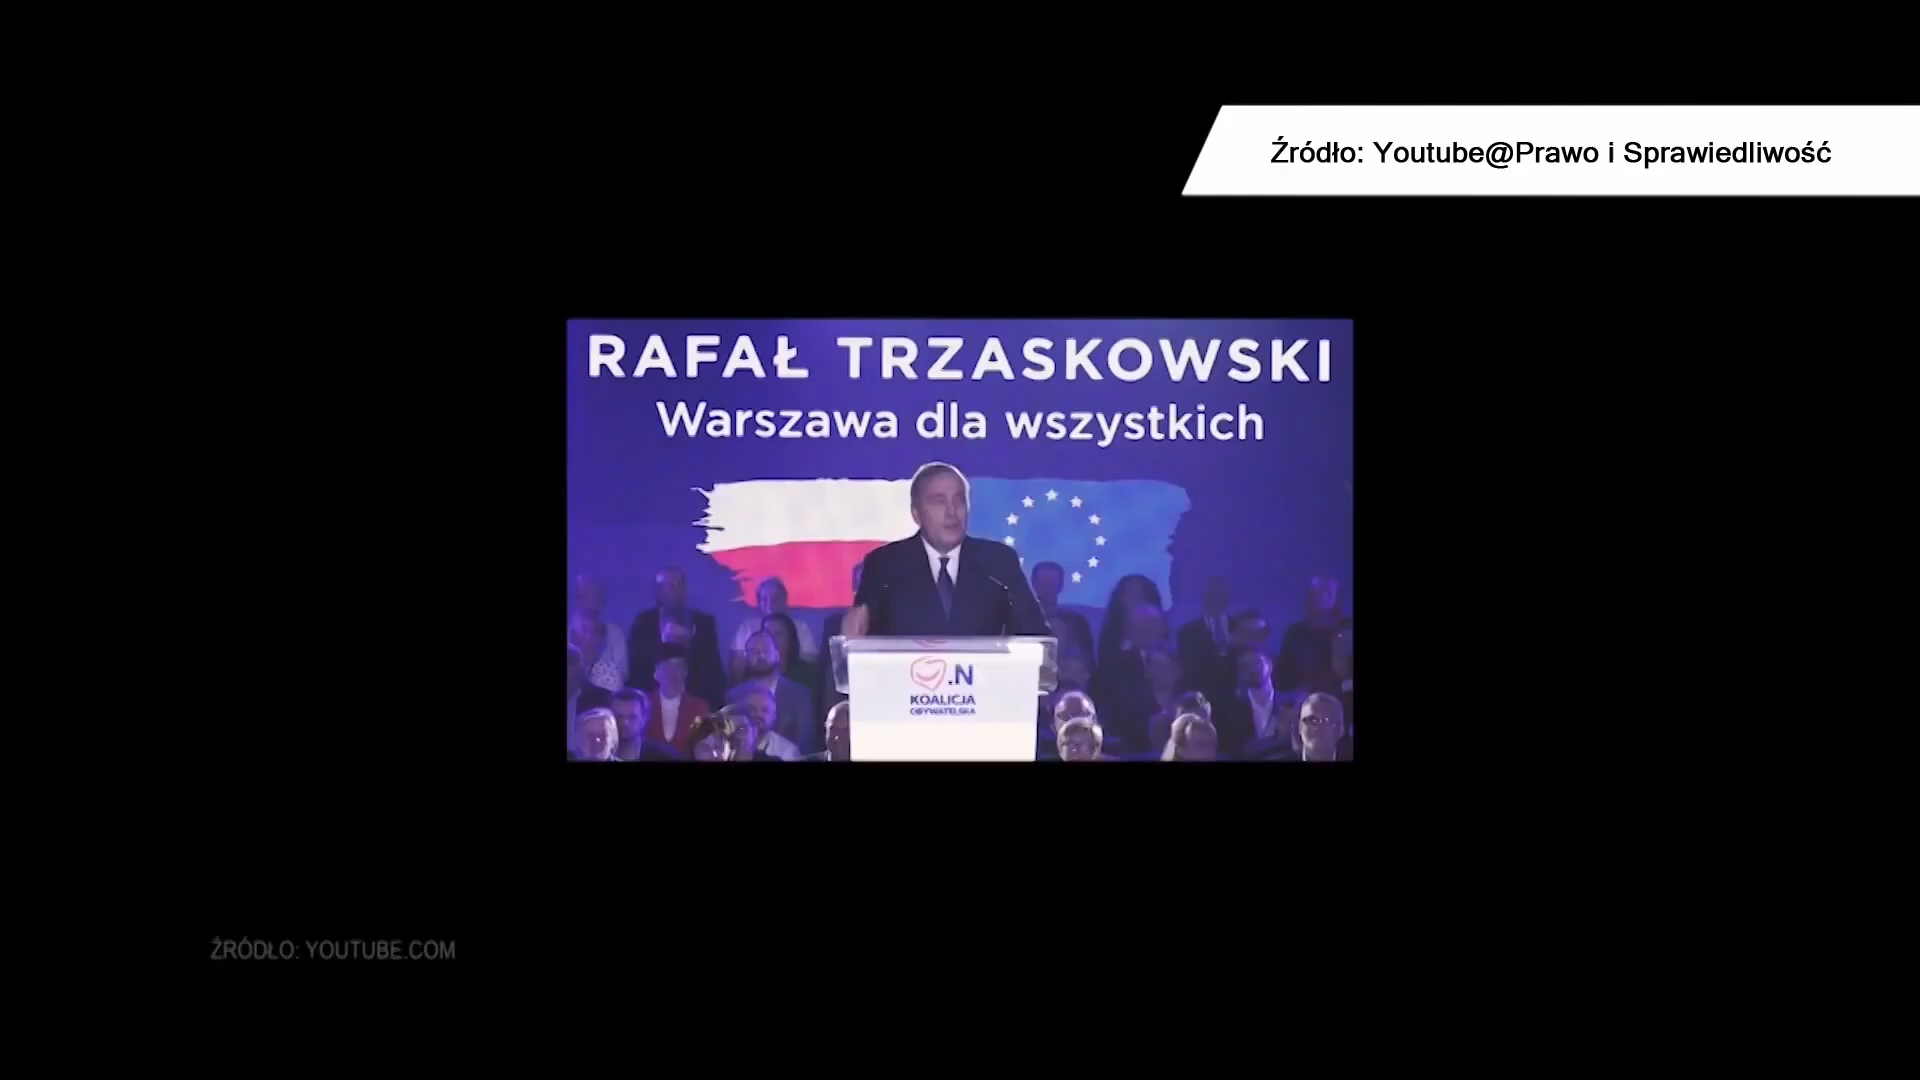 Źródło: Youtube@Prawo i Sprawiedliwość
RAFAŁ TRZASKOWSKI
Warszawa dla wszystkich
.N
KOALICJA
OBYWATELSKA
ŹRÓDŁO: YOUTUBE.COM